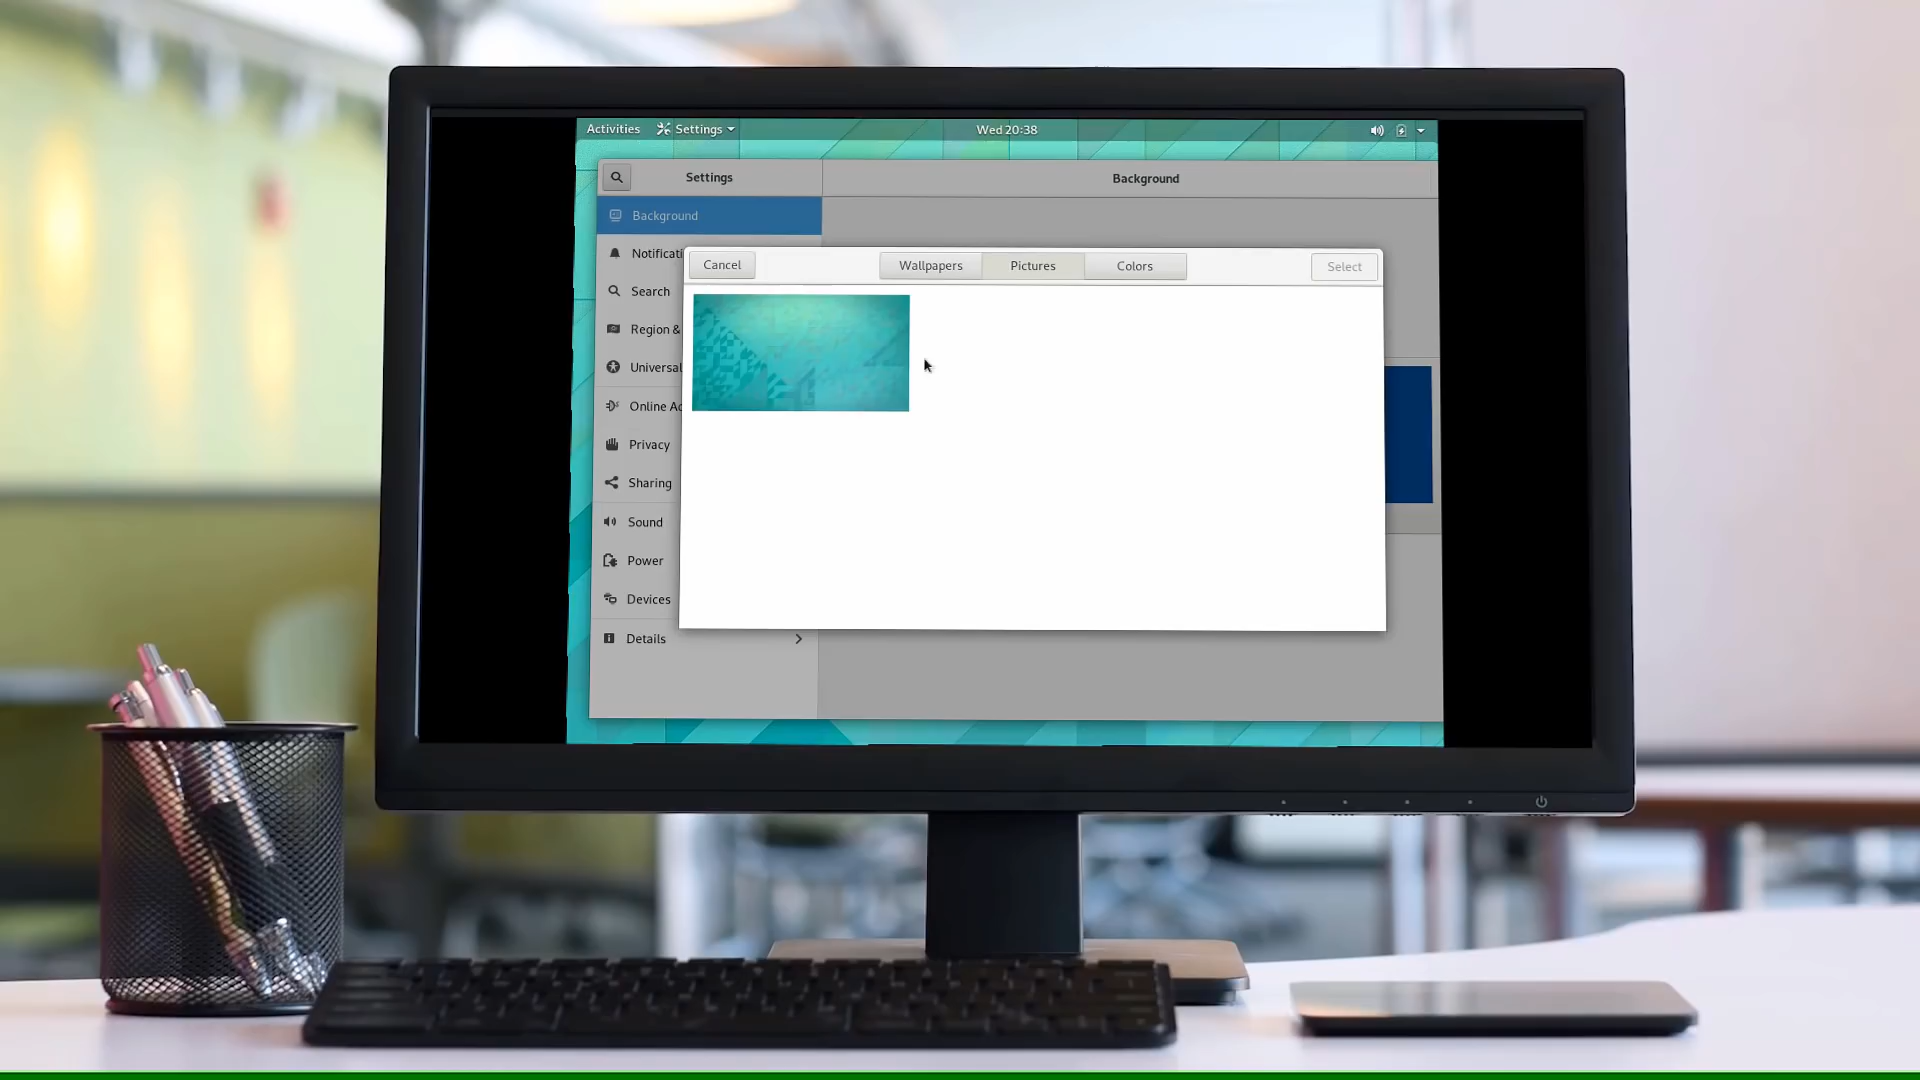 Activities Settings Wed 20:38
Settings Background
Background
Notificati
Cancel Wallpapers Pictures Colors Select
Search
Region &
Universal
Online Ac
Privacy
Sharing
Sound
Power
Devices
Details